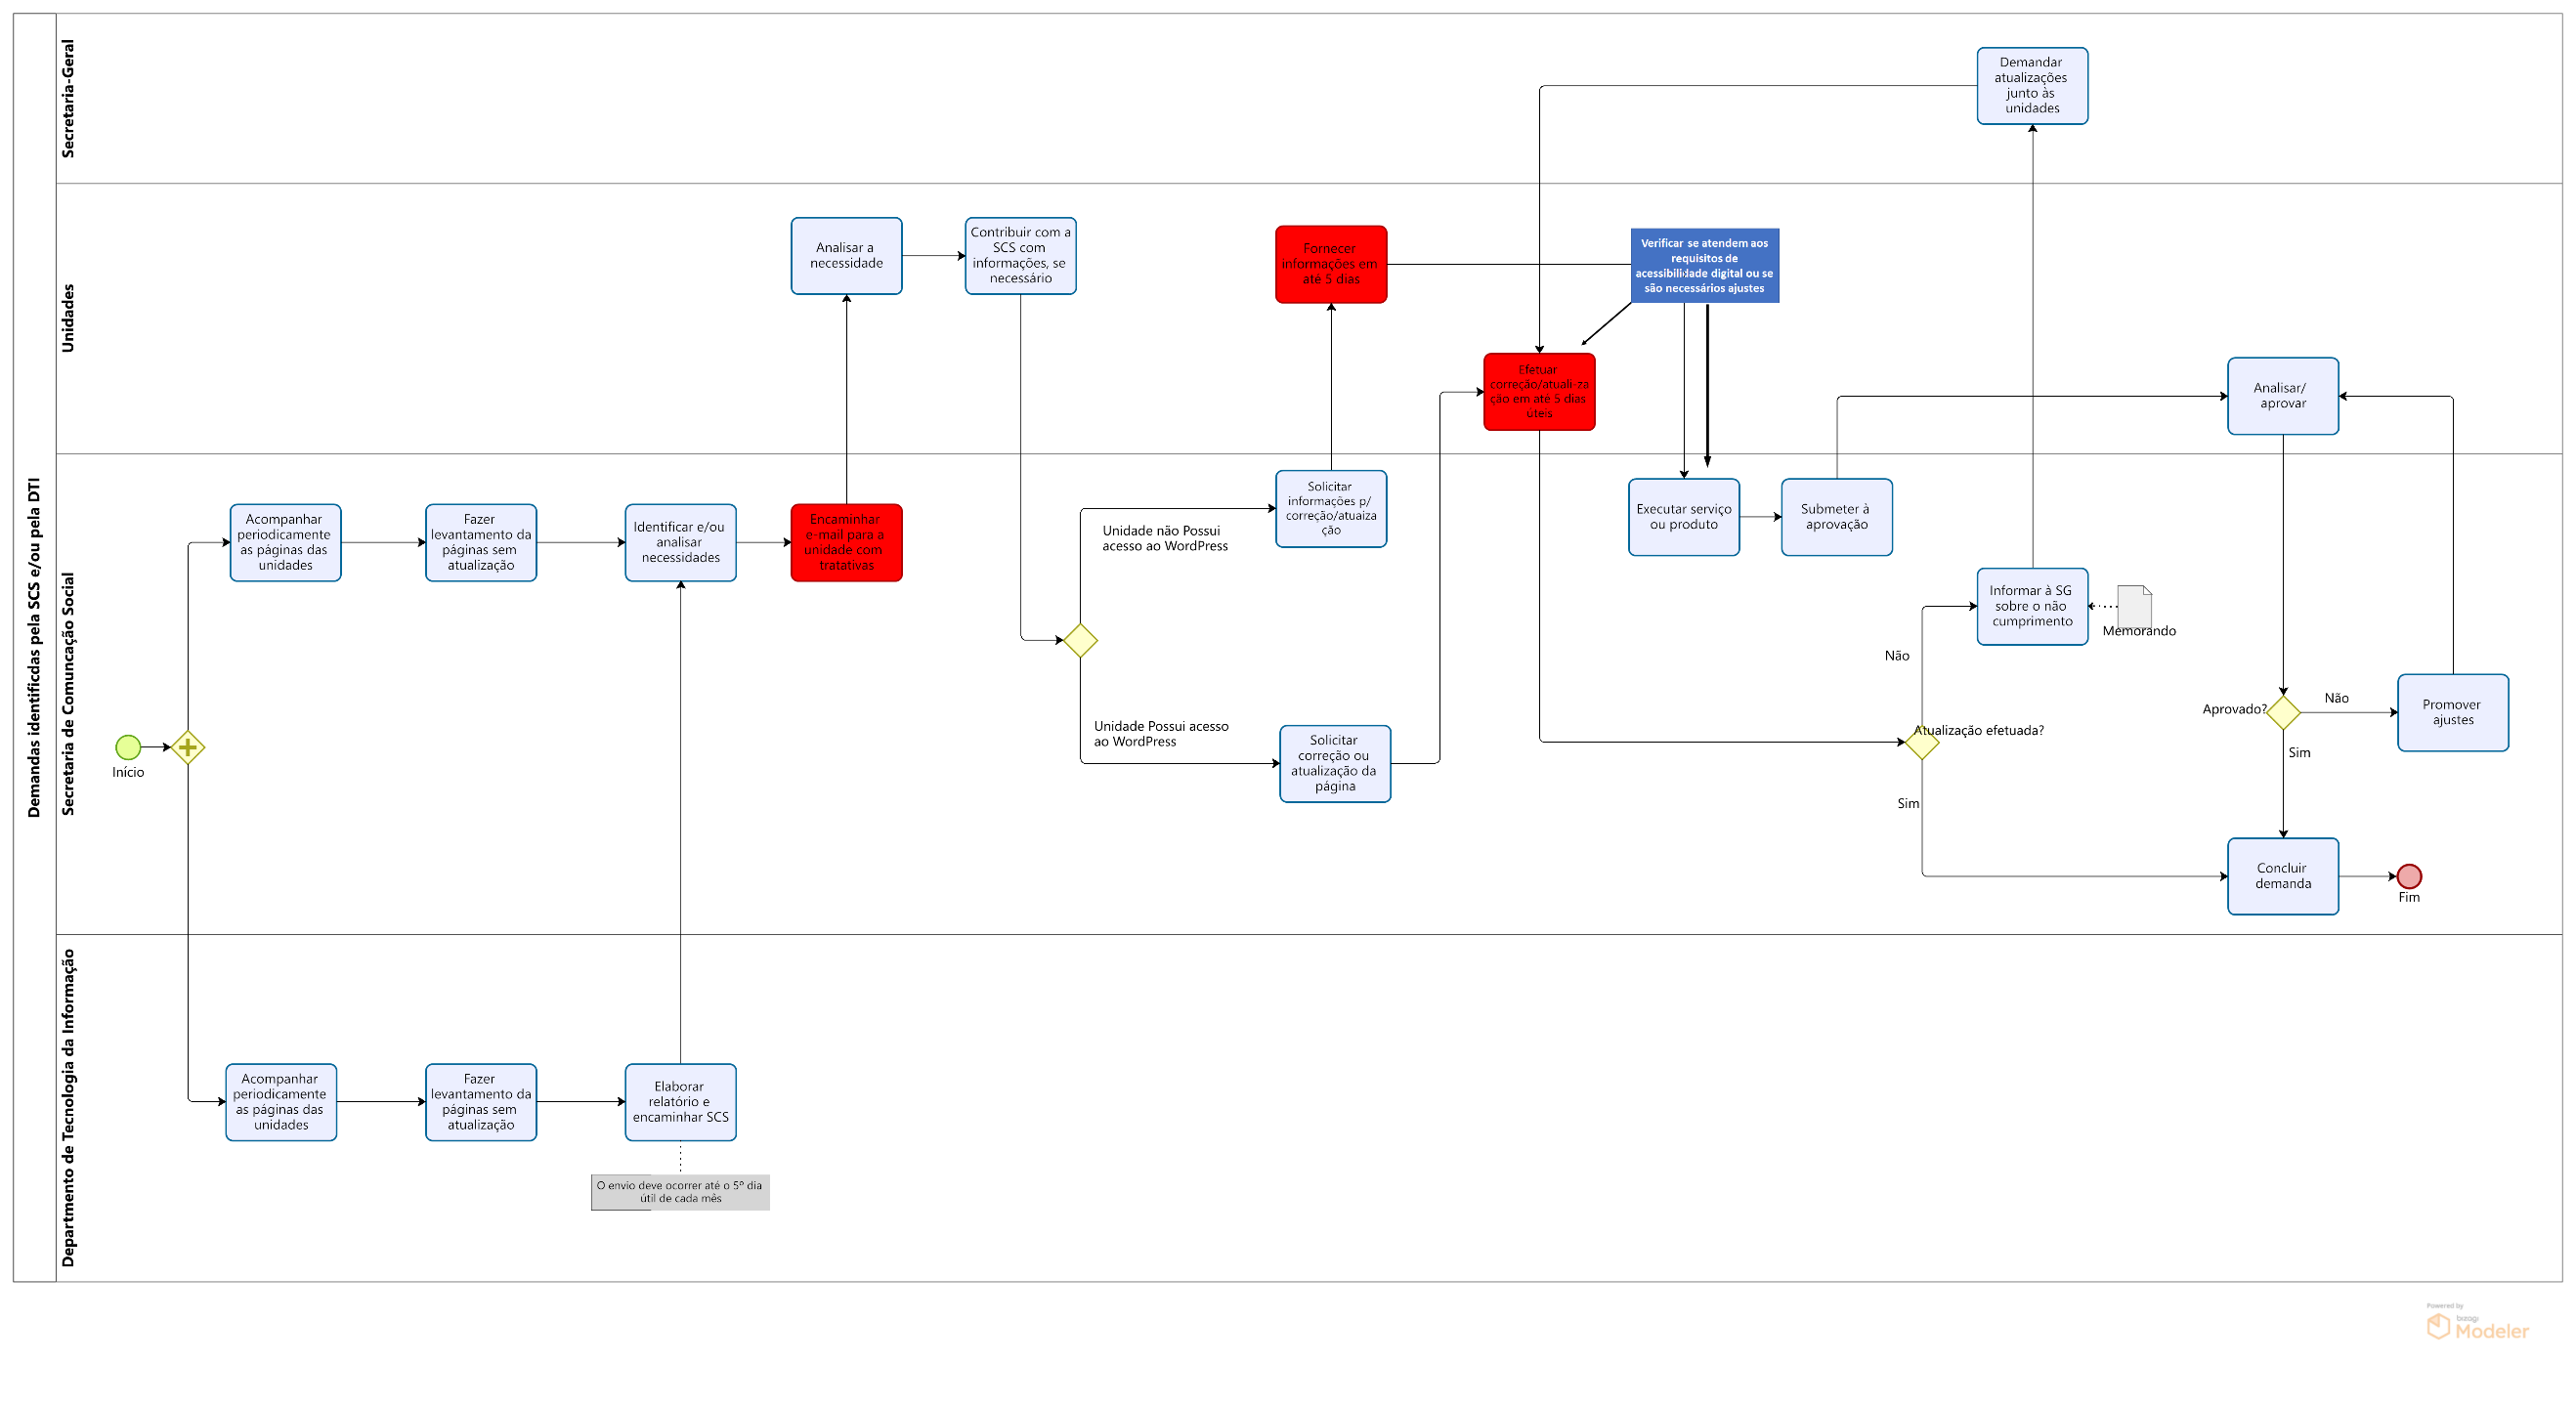 Demandas identificdas pela SCS e/ou pela DTI
Secretaria-Geral
Demandar
atualizações
junto às
unidades
Unidades
Analisar a
necessidade
Contribuir com a
SCS com
informações, se
necessário
Fornecer
informações em
até 5 dias
Verificar se atendem aos
requisitos de
acessibilidade digital ou se
são necessários ajustes
Efetuar
correção/atuali-za
ção em até 5 dias
úteis
Analisar/
aprovar
Secretaria de Comuncação Social
Início
Acompanhar
periodicamente
as páginas das
unidades
Fazer
levantamento da
páginas sem
atualização
Identificar e/ou
analisar
necessidades
Encaminhar
e-mail para a
unidade com
tratativas
Unidade não Possui
acesso ao WordPress
Unidade Possui acesso
ao WordPress
Solicitar
informações p/
correção/atuaiza
ção
Solicitar
correção ou
atualização da
página
Executar serviço
ou produto
Submeter à
aprovação
Informar à SG
sobre o não
cumprimento
Memorando
Não
Atualização efetuada?
Sim
Aprovado?
Não
Sim
Promover
ajustes
Concluir
demanda
Fim
Departmento de Tecnologia da Informação
Acompanhar
periodicamente
as páginas das
unidades
Fazer
levantamento da
páginas sem
atualização
Elaborar
relatório e
encaminhar SCS
O envio deve ocorrer até o 5º dia
útil de cada mês
Powered by
bizagi
Modeler